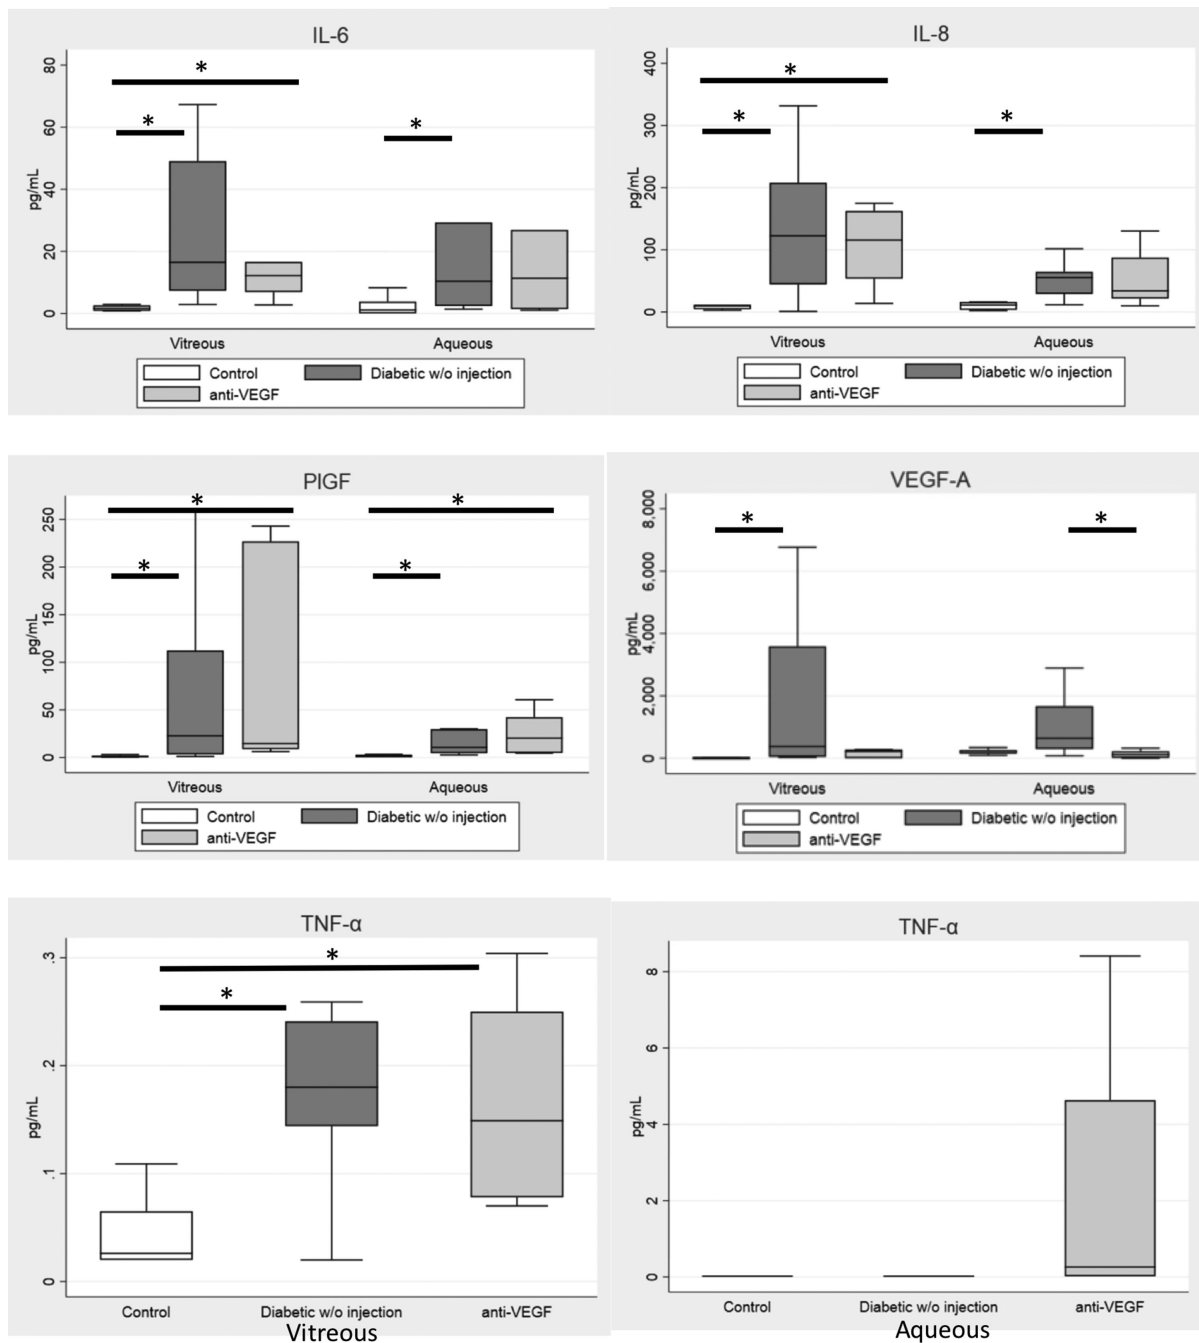 IL-6
*
*
*
80
60
40
20
0
pg/mL
Vitreous Aqueous
Control Diabetic w/o injection
anti-VEGF
IL-8
*
*
*
400
300
200
100
0
pg/mL
Vitreous Aqueous
Control Diabetic w/o injection
anti-VEGF
PIGF
* *
* *
250
200
150
100
50
0
pg/mL
Vitreous Aqueous
Control Diabetic w/o injection
anti-VEGF
VEGF-A
* *
8,000
6,000
4,000
2,000
0
pg/mL
Vitreous Aqueous
Control Diabetic w/o injection
anti-VEGF
TNF-α
*
*
.3
.2
.1
0
pg/mL
Control Diabetic w/o injection anti-VEGF
Vitreous
TNF-α
8
6
4
2
0
pg/mL
Control Diabetic w/o injection anti-VEGF
Aqueous